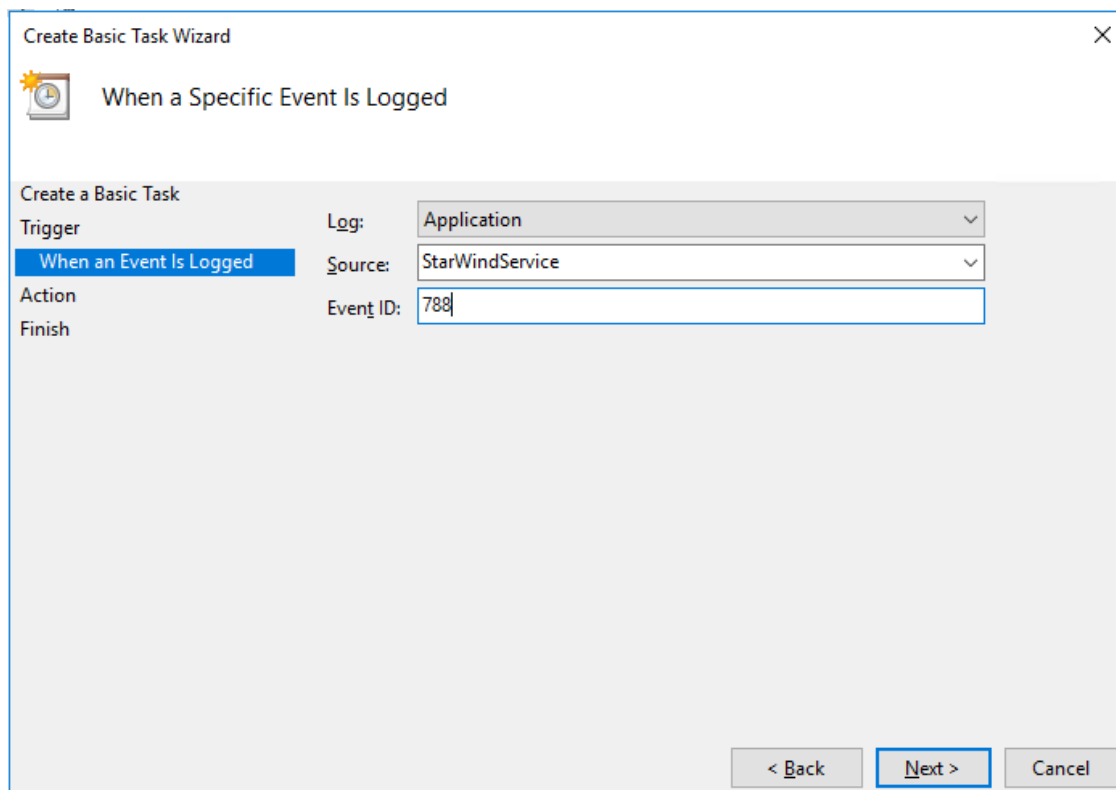 Create Basic Task Wizard
When a Specific Event Is Logged
Create a Basic Task
Trigger
When an Event Is Logged
Action
Finish
Log: Application
Source: StarWindService
Event ID: 788
< Back Next > Cancel